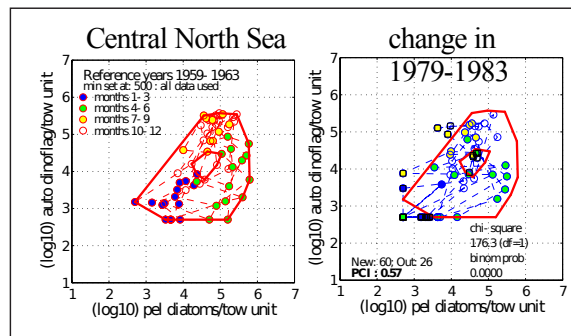 Central North Sea
change in
1979-1983
7
6
5
4
3
2
1
(log10) auto dinoflag/tow unit
Reference years 1959- 1963
min set at: 500 : all data used
months 1- 3
months 4- 6
months 7- 9
months 10- 12
1 2 3 4 5 6 7
(log10) pel diatoms/tow unit
7
6
5
4
3
2
1
(log10) auto dinoflag/tow unit
chi- square
176.3 (df=1)
binom prob
0.0000
New: 60; Out: 26
PCI : 0.57
1 2 3 4 5 6 7
(log10) pel diatoms/tow unit